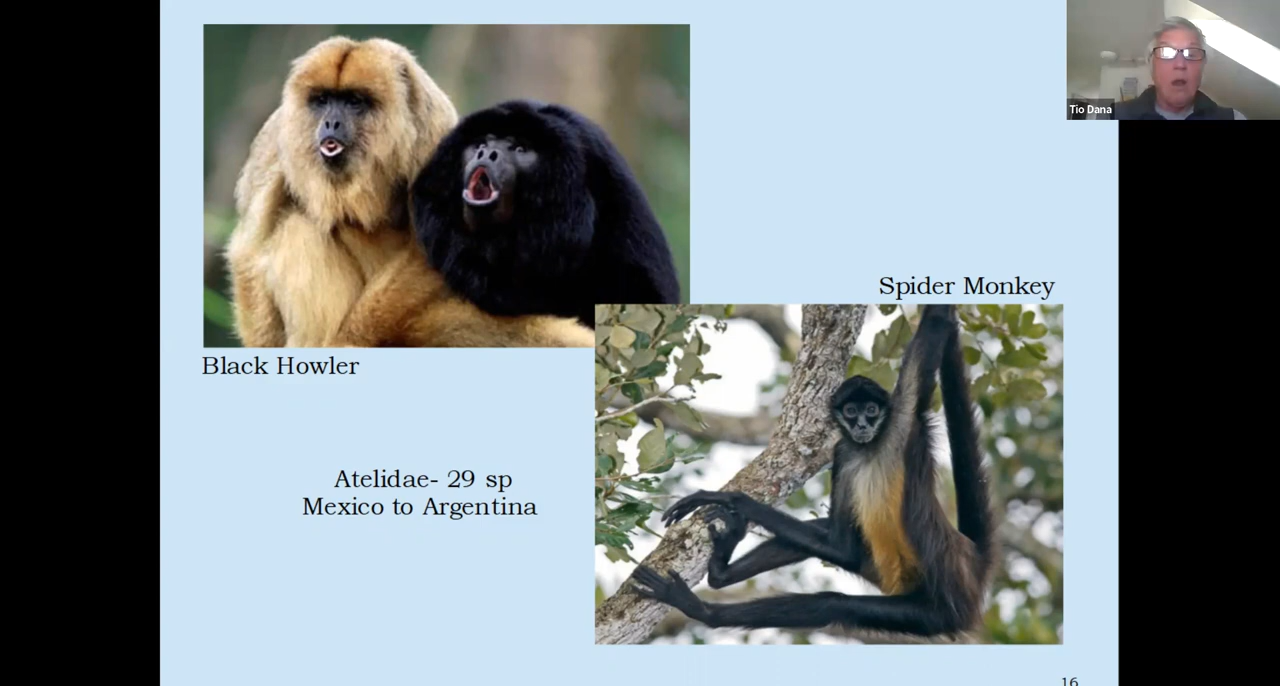 Tio Dana
Spider Monkey
Black Howler
Atelidae- 29 sp
Mexico to Argentina
16